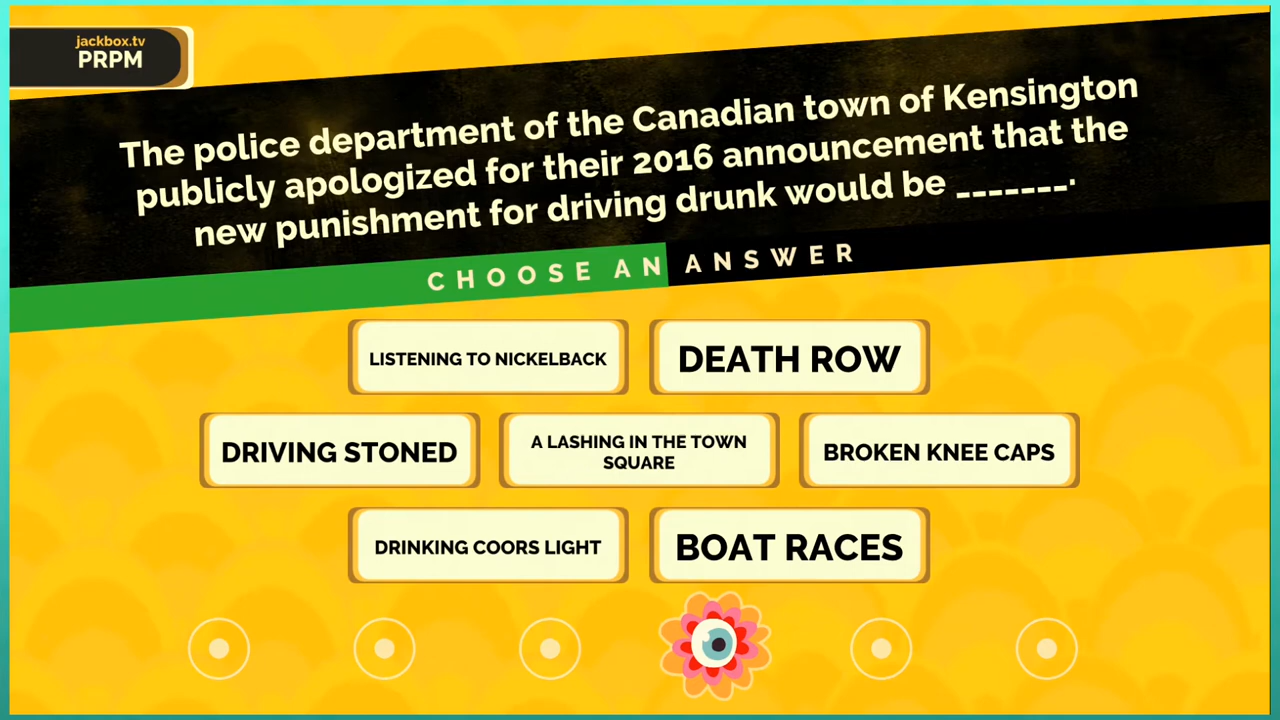 jackbox.tv
PRPM
The police department of the Canadian town of Kensington
publicly apologized for their 2016 announcement that the
new punishment for driving drunk would be _______.
CHOOSE AN ANSWER
LISTENING TO NICKELBACK
DEATH ROW
DRIVING STONED
A LASHING IN THE TOWN
SQUARE
BROKEN KNEE CAPS
DRINKING COORS LIGHT
BOAT RACES